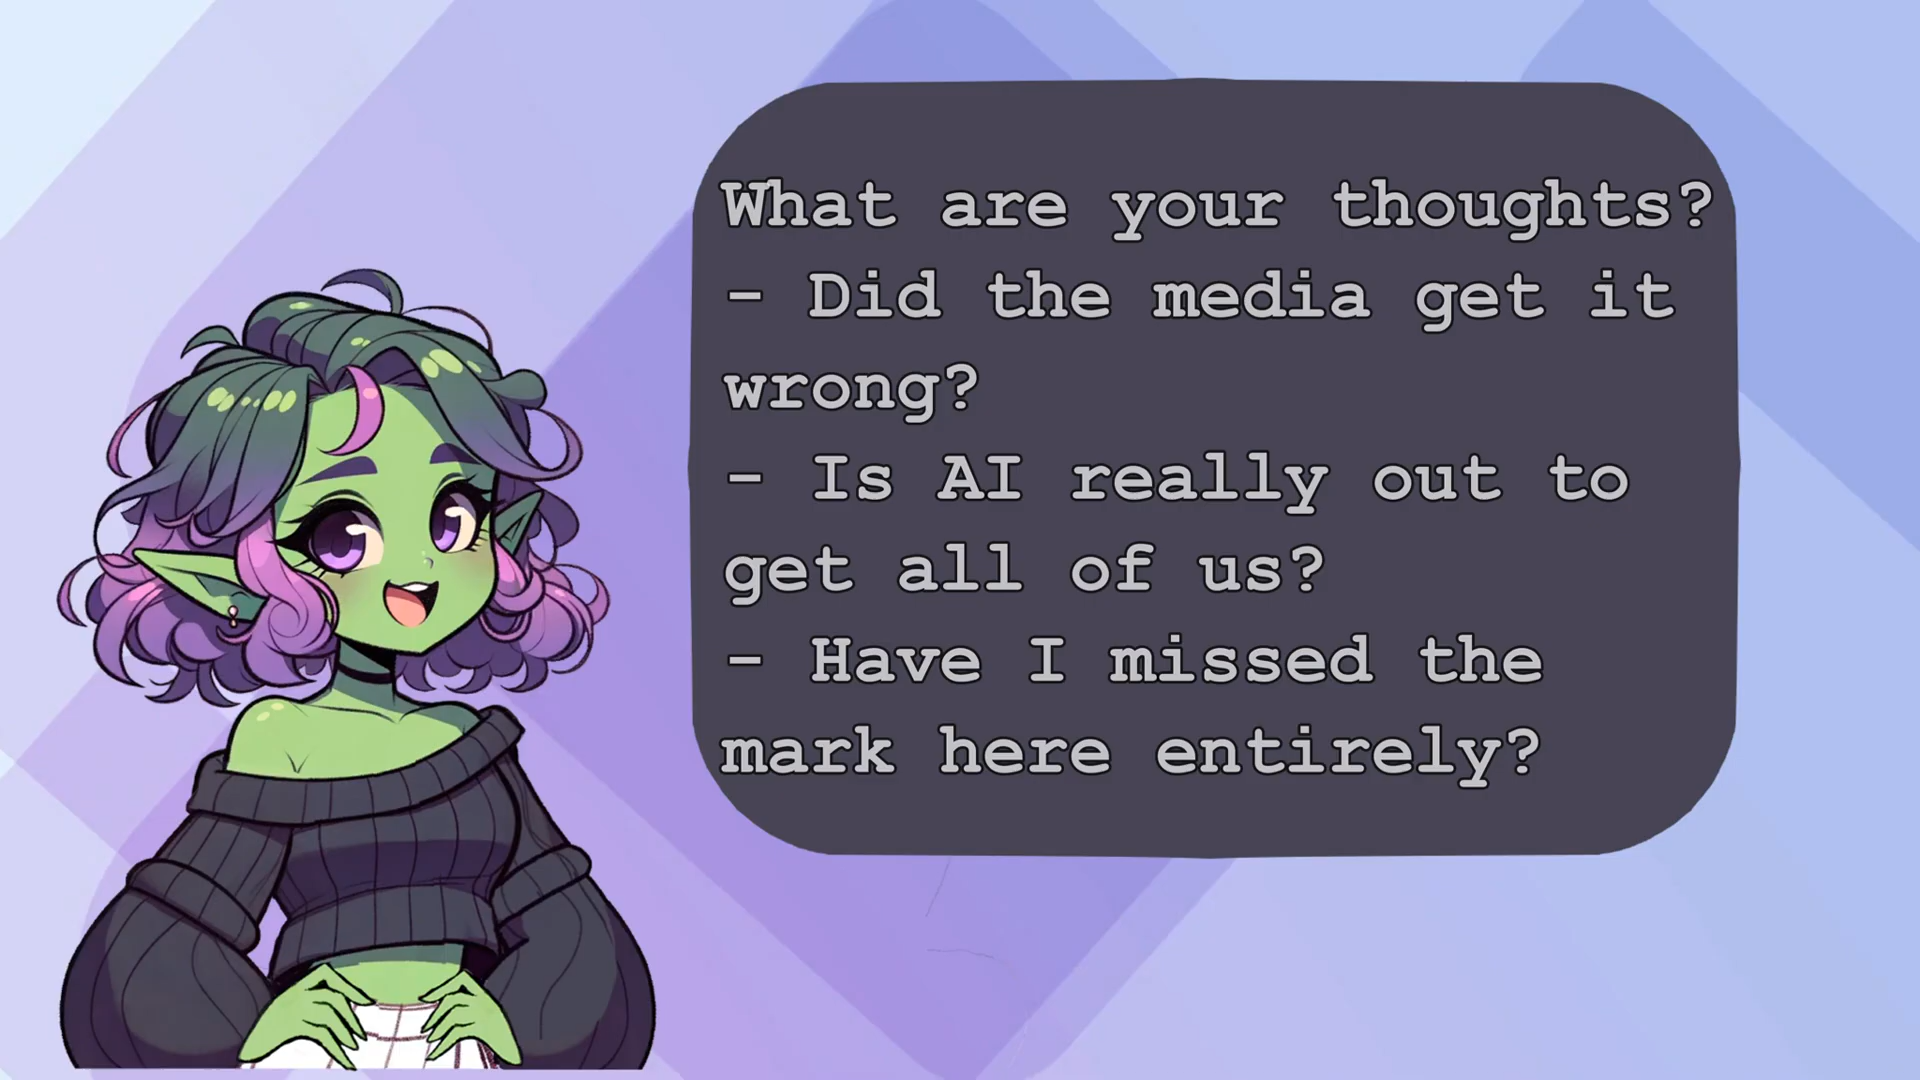 What are your thoughts?
- Did the media get it
wrong?
- Is AI really out to
get all of us?
- Have I missed the
mark here entirely?